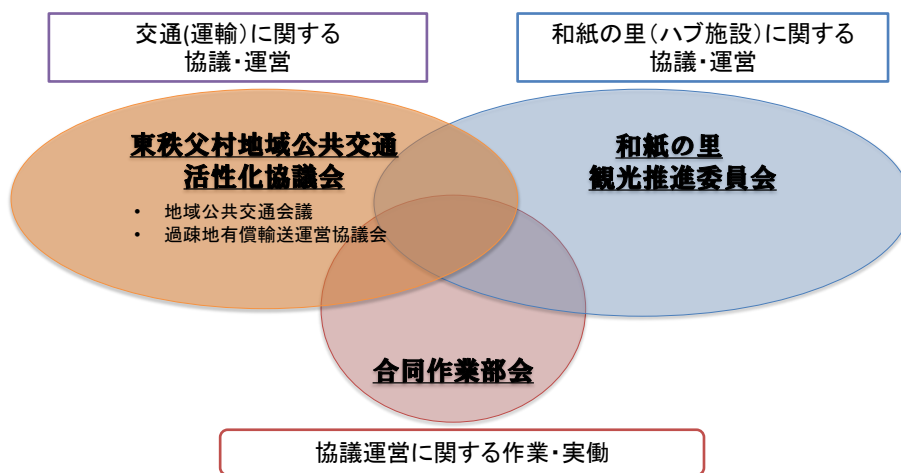 交通(運輸)に関する
協議・運営
和紙の里(ハブ施設)に関する
協議・運営
東秩父村地域公共交通
活性化協議会
• 地域公共交通会議
• 過疎地有償輸送運営協議会
和紙の里
観光推進委員会
合同作業部会
協議運営に関する作業・実働